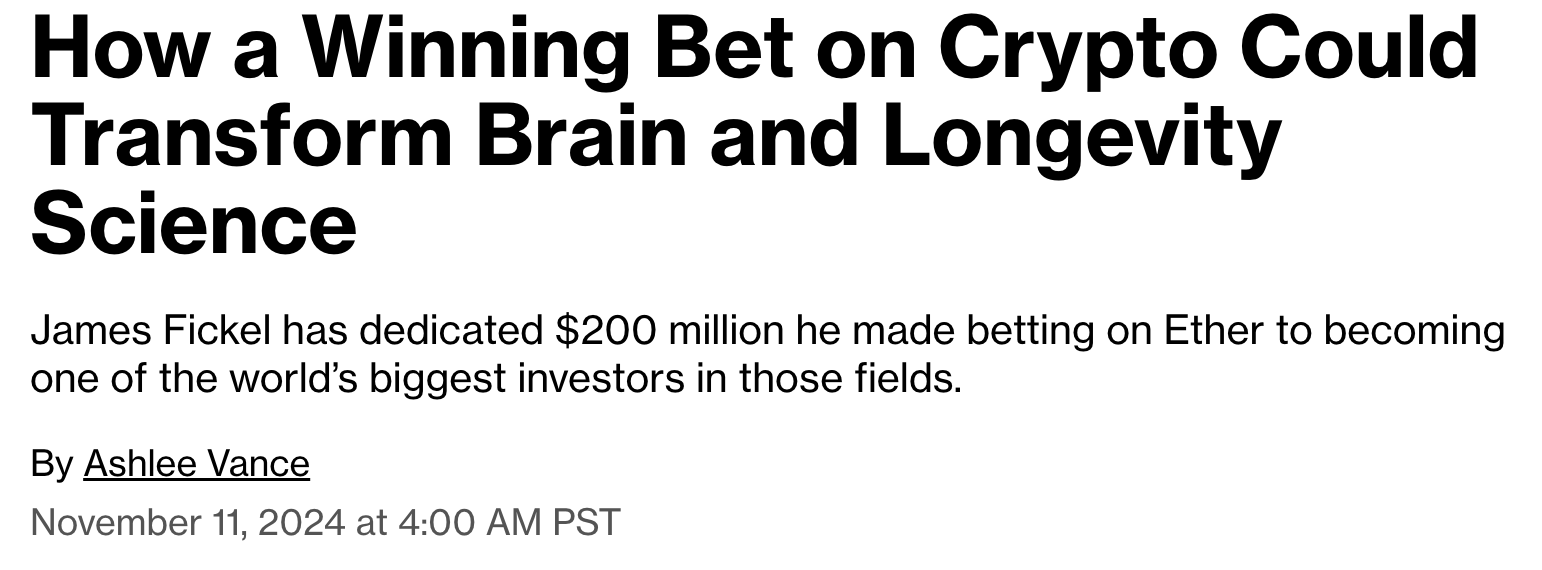 How a Winning Bet on Crypto Could
Transform Brain and Longevity
Science
James Fickel has dedicated $200 million he made betting on Ether to becoming
one of the world’s biggest investors in those fields.
By Ashlee Vance
November 11, 2024 at 4:00 AM PST